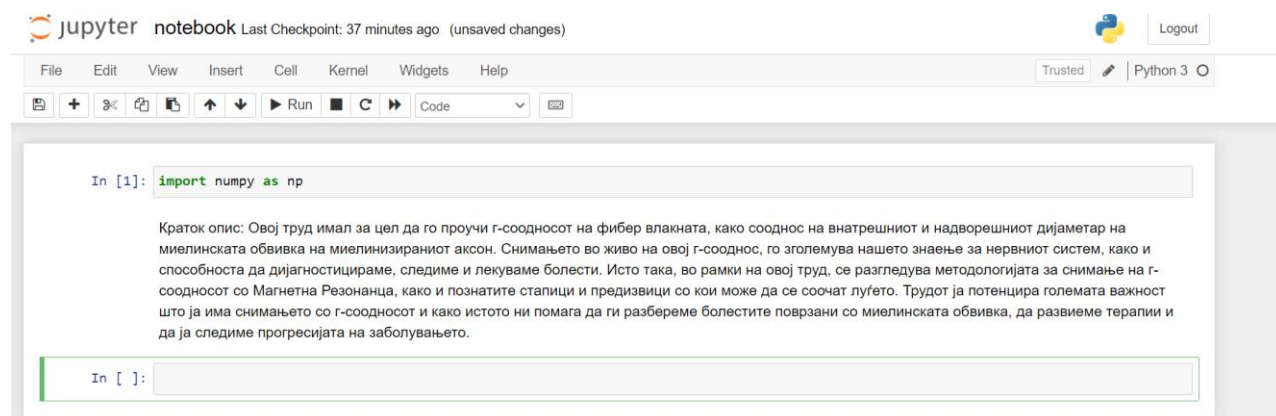 jupyter notebook Last Checkpoint: 37 minutes ago (unsaved changes)
Logout
File Edit View Insert Cell Kernel Widgets Help
Trusted Python 3
Run Code
In [1]: import numpy as np
Краток опис: Овој труд имал за цел да го проучи г-соодносот на фибер влакната, како сооднос на внатрешниот и надворешниот дијаметар на
миелинската обвивка на миелинизираниот аксон. Снимањето во живо на овој г-сооднос, го зголемува нашето знаење за нервниот систем, како и
способноста да дијагностицираме, следиме и лекуваме болести. Исто така, во рамки на овој труд, се разгледува методологијата за снимање на г-
соодносот со Магнетна Резонанца, како и познатите стапици и предизвици со кои може да се соочат луѓето. Трудот ја потенцира големата важност
што ја има снимањето со г-соодносот и како истото ни помага да ги разбереме болестите поврзани со миелинската обвивка, да развиеме терапии и
да ја следиме прогресијата на заболувањето.
In [ ]: